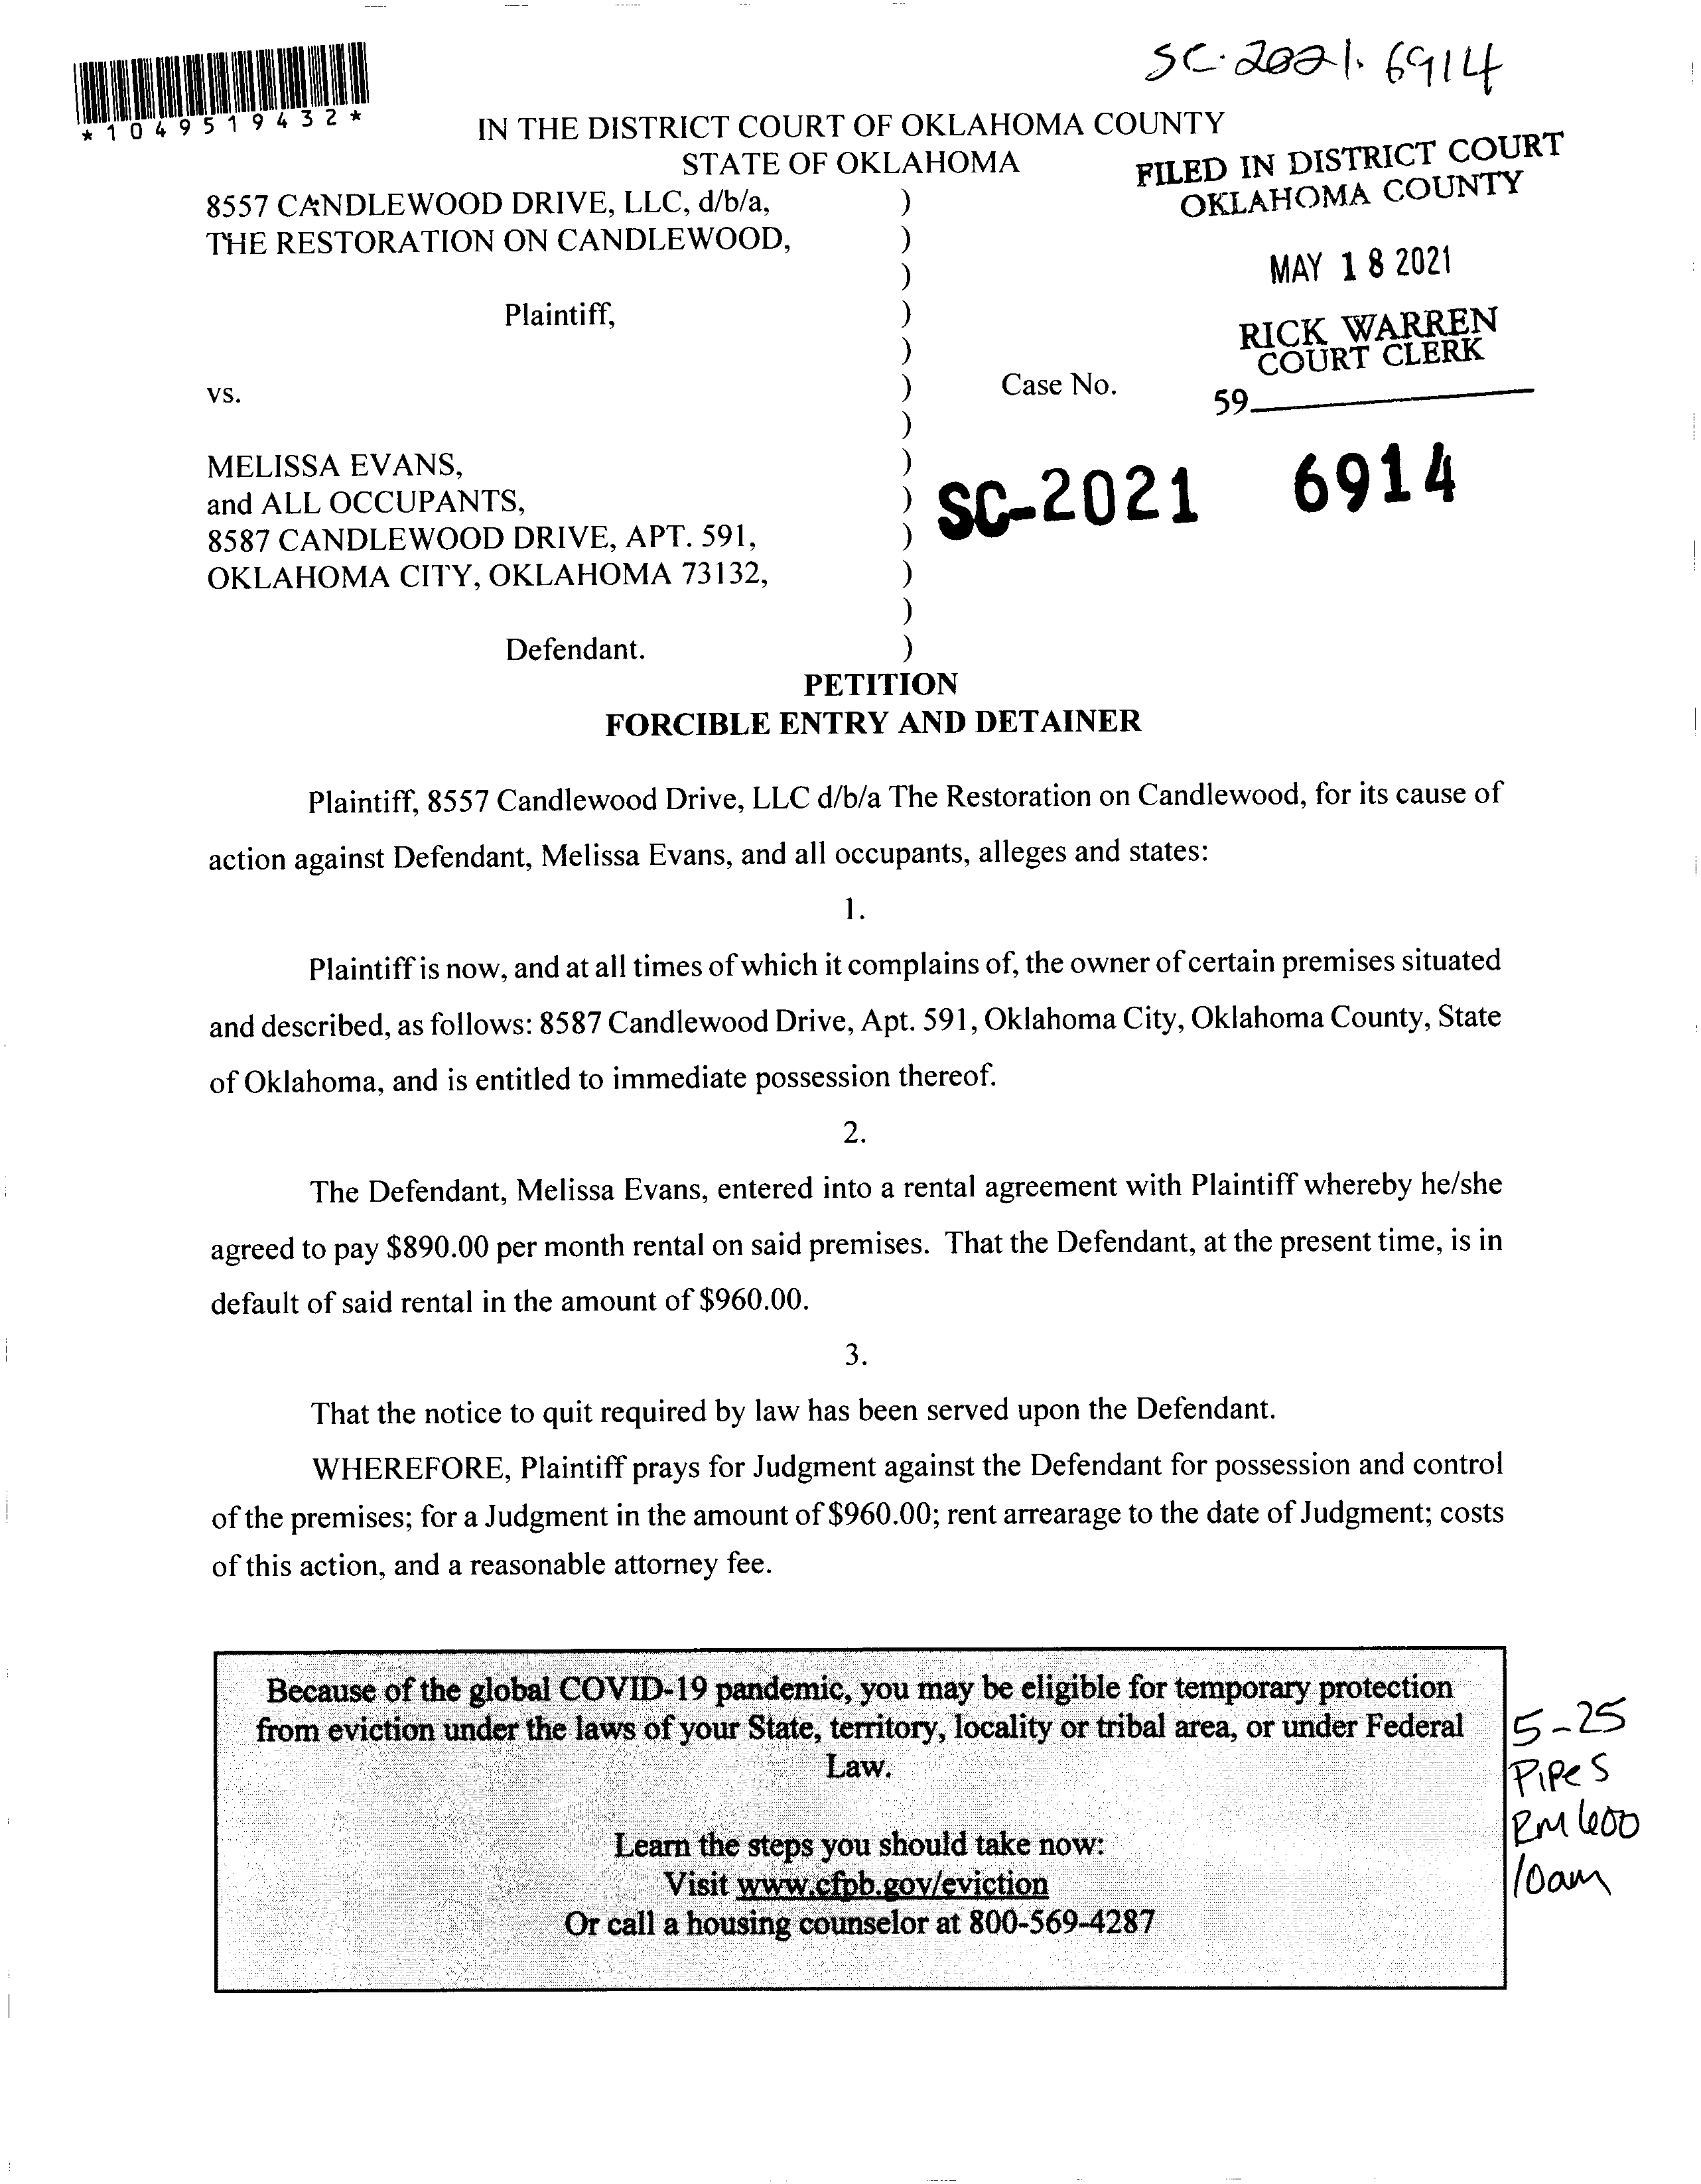 SC-2021-6914
*1049519432*
IN THE DISTRICT COURT OF OKLAHOMA COUNTY
STATE OF OKLAHOMA
FILED IN DISTRICT COURT
OKLAHOMA COUNTY
MAY 18 2021
RICK WARREN
COURT CLERK
59
8557 CANDLEWOOD DRIVE, LLC, d/b/a, )
THE RESTORATION ON CANDLEWOOD, )
)
Plaintiff, )
)
vs. ) Case No.
)
MELISSA EVANS, )
and ALL OCCUPANTS, ) SC-2021 6914
8587 CANDLEWOOD DRIVE, APT. 591, )
OKLAHOMA CITY, OKLAHOMA 73132, )
)
Defendant. )
PETITION
FORCIBLE ENTRY AND DETAINER
Plaintiff, 8557 Candlewood Drive, LLC d/b/a The Restoration on Candlewood, for its cause of
action against Defendant, Melissa Evans, and all occupants, alleges and states:
1.
Plaintiff is now, and at all times of which it complains of, the owner of certain premises situated
and described, as follows: 8587 Candlewood Drive, Apt. 591, Oklahoma City, Oklahoma County, State
of Oklahoma, and is entitled to immediate possession thereof.
2.
The Defendant, Melissa Evans, entered into a rental agreement with Plaintiff whereby he/she
agreed to pay $890.00 per month rental on said premises. That the Defendant, at the present time, is in
default of said rental in the amount of $960.00.
3.
That the notice to quit required by law has been served upon the Defendant.
WHEREFORE, Plaintiff prays for Judgment against the Defendant for possession and control
of the premises; for a Judgment in the amount of $960.00; rent arrearage to the date of Judgment; costs
of this action, and a reasonable attorney fee.
Because of the global COVID-19 pandemic, you may be eligible for temporary protection
from eviction under the laws of your State, territory, locality or tribal area, or under Federal
Law.
Learn the steps you should take now:
Visit www.cfpb.gov/eviction
Or call a housing counselor at 800-569-4287
5-25
Pipes
RM 600
10am